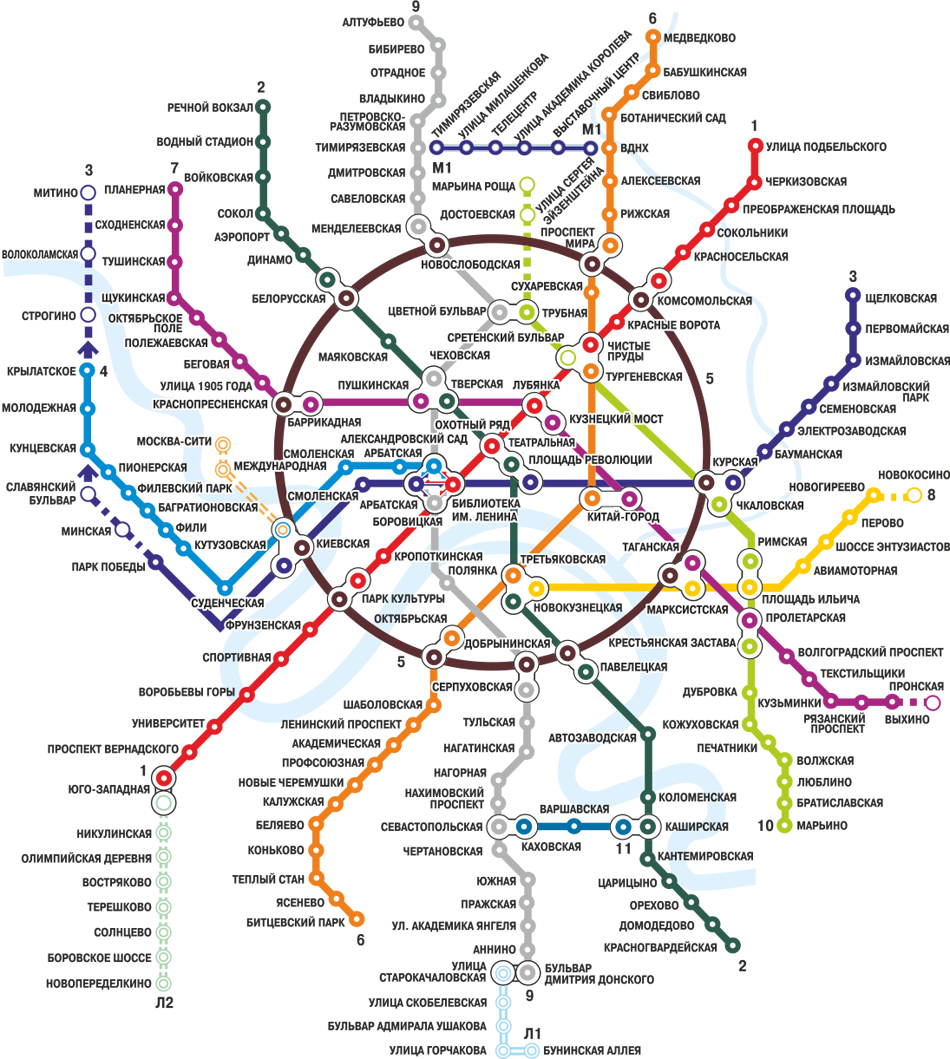 9
АЛТУФЬЕВО
БИБИРЕВО
ОТРАДНОЕ
ВЛАДЫКИНО
ПЕТРОВСКО-
РАЗУМОВСКАЯ
ТИМИРЯЗЕВСКАЯ
ДМИТРОВСКАЯ
САВЕЛОВСКАЯ
МЕНДЕЛЕЕВСКАЯ
НОВОСЛОБОДСКАЯ
ТИМИРЯЗЕВСКАЯ
УЛИЦА МИЛАШЕНКОВА
ТЕЛЕЦЕНТР
УЛИЦА АКАДЕМИКА КОРОЛЕВА
ВЫСТАВОЧНЫЙ ЦЕНТР
УЛИЦА СЕРГЕЯ
ЭЙЗЕНШТЕЙНА
М1
М1
6
МЕДВЕДКОВО
БАБУШКИНСКАЯ
СВИБЛОВО
БОТАНИЧЕСКИЙ САД
ВДНХ
АЛЕКСЕЕВСКАЯ
РИЖСКАЯ
ПРОСПЕКТ
МИРА
СУХАРЕВСКАЯ
1
УЛИЦА ПОДБЕЛЬСКОГО
ЧЕРКИЗОВСКАЯ
ПРЕОБРАЖЕНСКАЯ ПЛОЩАДЬ
СОКОЛЬНИКИ
КРАСНОСЕЛЬСКАЯ
КОМСОМОЛЬСКАЯ
КРАСНЫЕ ВОРОТА
ЧИСТЫЕ
ПРУДЫ
ТУРГЕНЕВСКАЯ
2
РЕЧНОЙ ВОКЗАЛ
ВОДНЫЙ СТАДИОН
ВОЙКОВСКАЯ
СОКОЛ
АЭРОПОРТ
ДИНАМО
БЕЛОРУССКАЯ
МАЯКОВСКАЯ
3
МИТИНО
ВОЛОКОЛАМСКАЯ
СТРОГИНО
КРЫЛАТСКОЕ
4
МОЛОДЕЖНАЯ
КУНЦЕВСКАЯ
ПИОНЕРСКАЯ
ФИЛЕВСКИЙ ПАРК
БАГРАТИОНОВСКАЯ
ФИЛИ
КУТУЗОВСКАЯ
СЛАВЯНСКИЙ
БУЛЬВАР
МИНСКАЯ
ПАРК ПОБЕДЫ
СУДЕНЧЕСКАЯ
7
ПЛАНЕРНАЯ
СХОДНЕНСКАЯ
ТУШИНСКАЯ
ЩУКИНСКАЯ
ОКТЯБРЬСКОЕ
ПОЛЕ
ПОЛЕЖАЕВСКАЯ
БЕГОВАЯ
УЛИЦА 1905 ГОДА
КРАСНОПРЕСНЕНСКАЯ
БАРРИКАДНАЯ
МОСКВА-СИТИ
МЕЖДУНАРОДНАЯ
МАРЬИНА РОЩА
ДОСТОЕВСКАЯ
ЦВЕТНОЙ БУЛЬВАР
ТРУБНАЯ
СРЕТЕНСКИЙ БУЛЬВАР
ЧЕХОВСКАЯ
ПУШКИНСКАЯ
ТВЕРСКАЯ
ЛУБЯНКА
КУЗНЕЦКИЙ МОСТ
ОХОТНЫЙ РЯД
ТЕАТРАЛЬНАЯ
ПЛОЩАДЬ РЕВОЛЮЦИИ
АЛЕКСАНДРОВСКИЙ САД
АРБАТСКАЯ
СМОЛЕНСКАЯ
СМОЛЕНСКАЯ
АРБАТСКАЯ
БОРОВИЦКАЯ
БИБЛИОТЕКА
ИМ. ЛЕНИНА
КИЕВСКАЯ
КРОПОТКИНСКАЯ
ПАРК КУЛЬТУРЫ
ПОЛЯНКА
КИТАЙ-ГОРОД
ТРЕТЬЯКОВСКАЯ
НОВОКУЗНЕЦКАЯ
ОКТЯБРЬСКАЯ
ДОБРЫНИНСКАЯ
СЕРПУХОВСКАЯ
ПАВЕЛЕЦКАЯ
ТАГАНСКАЯ
МАРКСИСТСКАЯ
5
5
3
ЩЕЛКОВСКАЯ
ПЕРВОМАЙСКАЯ
ИЗМАЙЛОВСКАЯ
ИЗМАЙЛОВСКИЙ
ПАРК
СЕМЕНОВСКАЯ
ЭЛЕКТРОЗАВОДСКАЯ
БАУМАНСКАЯ
КУРСКАЯ
ЧКАЛОВСКАЯ
НОВОКОСИНО
8
НОВОГИРЕЕВО
ПЕРОВО
ШОССЕ ЭНТУЗИАСТОВ
АВИАМОТОРНАЯ
РИМСКАЯ
ПЛОЩАДЬ ИЛЬИЧА
ПРОЛЕТАРСКАЯ
КРЕСТЬЯНСКАЯ ЗАСТАВА
ВОЛГОГРАДСКИЙ ПРОСПЕКТ
ТЕКСТИЛЬЩИКИ
КУЗЬМИНКИ
РЯЗАНСКИЙ
ПРОСПЕКТ
ВЫХИНО
ПРОНСКАЯ
ДУБРОВКА
КОЖУХОВСКАЯ
ПЕЧАТНИКИ
ВОЛЖСКАЯ
ЛЮБЛИНО
БРАТИСЛАВСКАЯ
МАРЬИНО
10
ФРУНЗЕНСКАЯ
СПОРТИВНАЯ
ВОРОБЬЕВЫ ГОРЫ
УНИВЕРСИТЕТ
ПРОСПЕКТ ВЕРНАДСКОГО
1
ЮГО-ЗАПАДНАЯ
НИКУЛИНСКАЯ
ОЛИМПИЙСКАЯ ДЕРЕВНЯ
ВОСТРЯКОВО
ТЕРЕШКОВО
СОЛНЦЕВО
БОРОВСКОЕ ШОССЕ
НОВОПЕРЕДЕЛКИНО
Л2
ШАБОЛОВСКАЯ
ЛЕНИНСКИЙ ПРОСПЕКТ
АКАДЕМИЧЕСКАЯ
ПРОФСОЮЗНАЯ
НОВЫЕ ЧЕРЕМУШКИ
КАЛУЖСКАЯ
БЕЛЯЕВО
КОНЬКОВО
ТЕПЛЫЙ СТАН
ЯСЕНЕВО
БИТЦЕВСКИЙ ПАРК
6
ТУЛЬСКАЯ
НАГАТИНСКАЯ
НАГОРНАЯ
НАХИМОВСКИЙ
ПРОСПЕКТ
СЕВАСТОПОЛЬСКАЯ
ЧЕРТАНОВСКАЯ
ЮЖНАЯ
ПРАЖСКАЯ
УЛ. АКАДЕМИКА ЯНГЕЛЯ
АННИНО
БУЛЬВАР
ДМИТРИЯ ДОНСКОГО
9
УЛИЦА
СТАРОКАЧАЛОВСКАЯ
УЛИЦА СКОБЕЛЕВСКАЯ
БУЛЬВАР АДМИРАЛА УШАКОВА
УЛИЦА ГОРЧАКОВА
Л1
БУНИНСКАЯ АЛЛЕЯ
АВТОЗАВОДСКАЯ
КОЛОМЕНСКАЯ
ВАРШАВСКАЯ
КАХОВСКАЯ
11
КАШИРСКАЯ
КАНТЕМИРОВСКАЯ
ЦАРИЦЫНО
ОРЕХОВО
ДОМОДЕДОВО
КРАСНОГВАРДЕЙСКАЯ
2